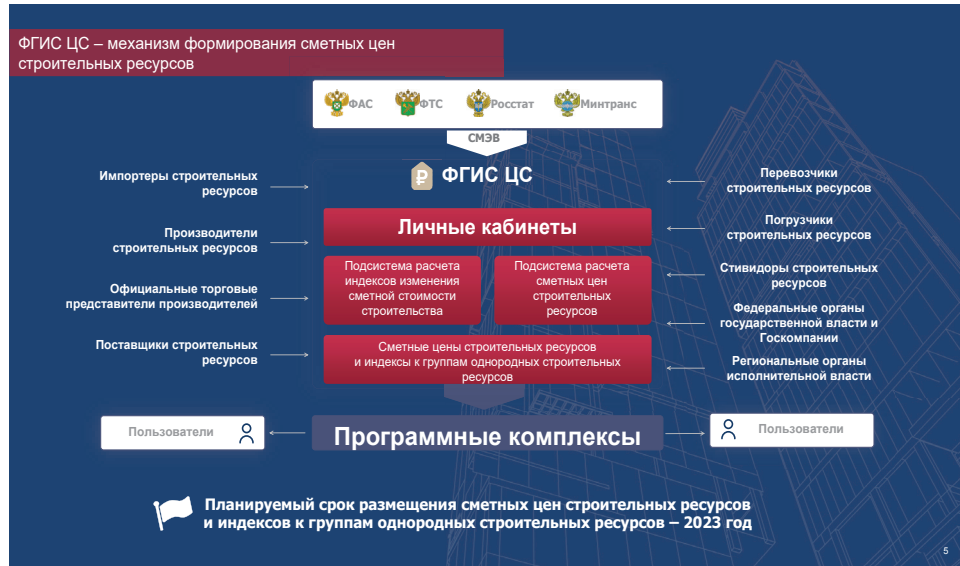 ФГИС ЦС – механизм формирования сметных цен
строительных ресурсов
ФАС
ФТС
Росстат
Минтранс
СМЭВ
₽
ФГИС ЦС
Импортеры строительных
ресурсов
Производители
строительных ресурсов
Официальные торговые
представители производителей
Поставщики строительных
ресурсов
Личные кабинеты
Подсистема расчета
индексов изменения
сметной стоимости
строительства
Подсистема расчета
сметных цен
строительных
ресурсов
Сметные цены строительных ресурсов
и индексы к группам однородных строительных
ресурсов
Перевозчики
строительных ресурсов
Погрузчики
строительных ресурсов
Стивидоры строительных
ресурсов
Федеральные органы
государственной власти и
Госкомпании
Региональные органы
исполнительной власти
Пользователи
Программные комплексы
Пользователи
Планируемый срок размещения сметных цен строительных ресурсов
и индексов к группам однородных строительных ресурсов – 2023 год
5